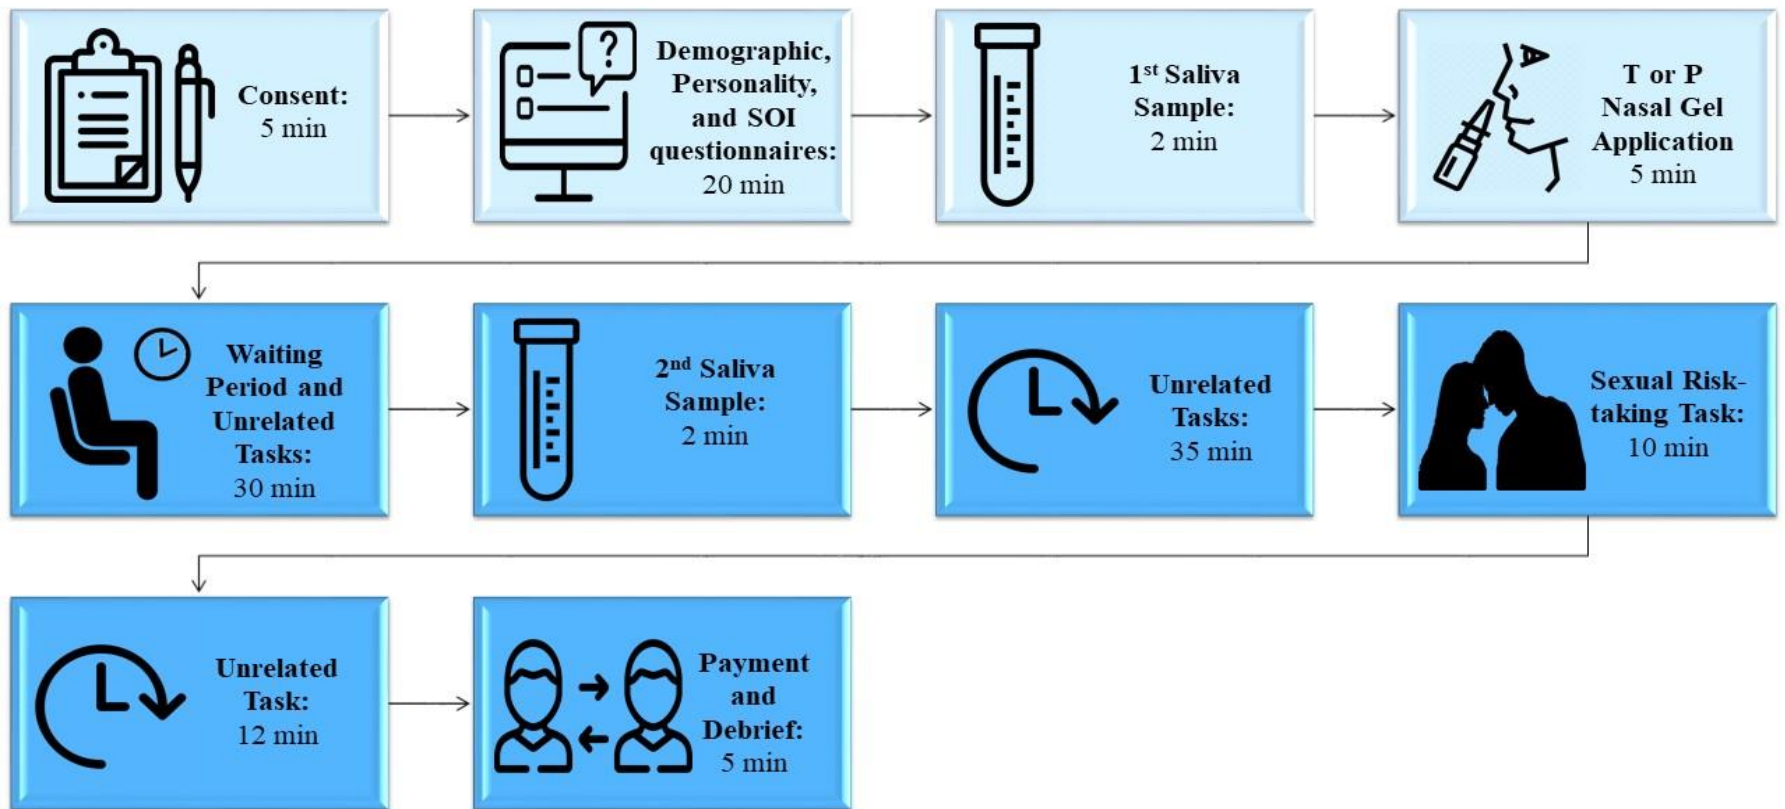 Consent:
5 min
?
Demographic,
Personality,
and SOI
questionnaires:
20 min
1st Saliva
Sample:
2 min
T or P
Nasal Gel
Application
5 min
Waiting
Period and
Unrelated
Tasks:
30 min
2nd Saliva
Sample:
2 min
Unrelated
Tasks:
35 min
Sexual Risk-
taking Task:
10 min
Unrelated
Task:
12 min
Payment
and
Debrief:
5 min